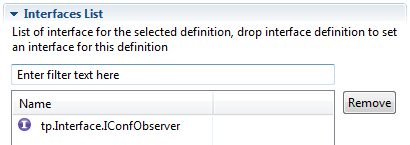 Interfaces List
List of interface for the selected definition, drop interface definition to set
an interface for this definition
Enter filter text here
Name
Remove
I
tp.Interface.IConfObserver